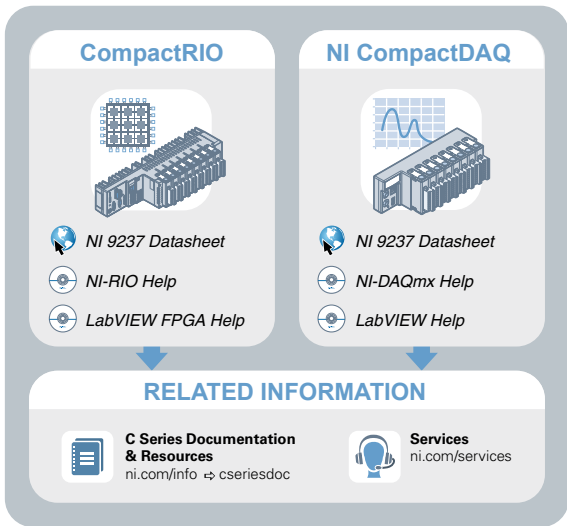 CompactRIO
NI 9237 Datasheet
NI-RIO Help
LabVIEW FPGA Help
NI CompactDAQ
NI 9237 Datasheet
NI-DAQmx Help
LabVIEW Help
RELATED INFORMATION
C Series Documentation
& Resources
ni.com/info ⇨ cseriesdoc
Services
ni.com/services